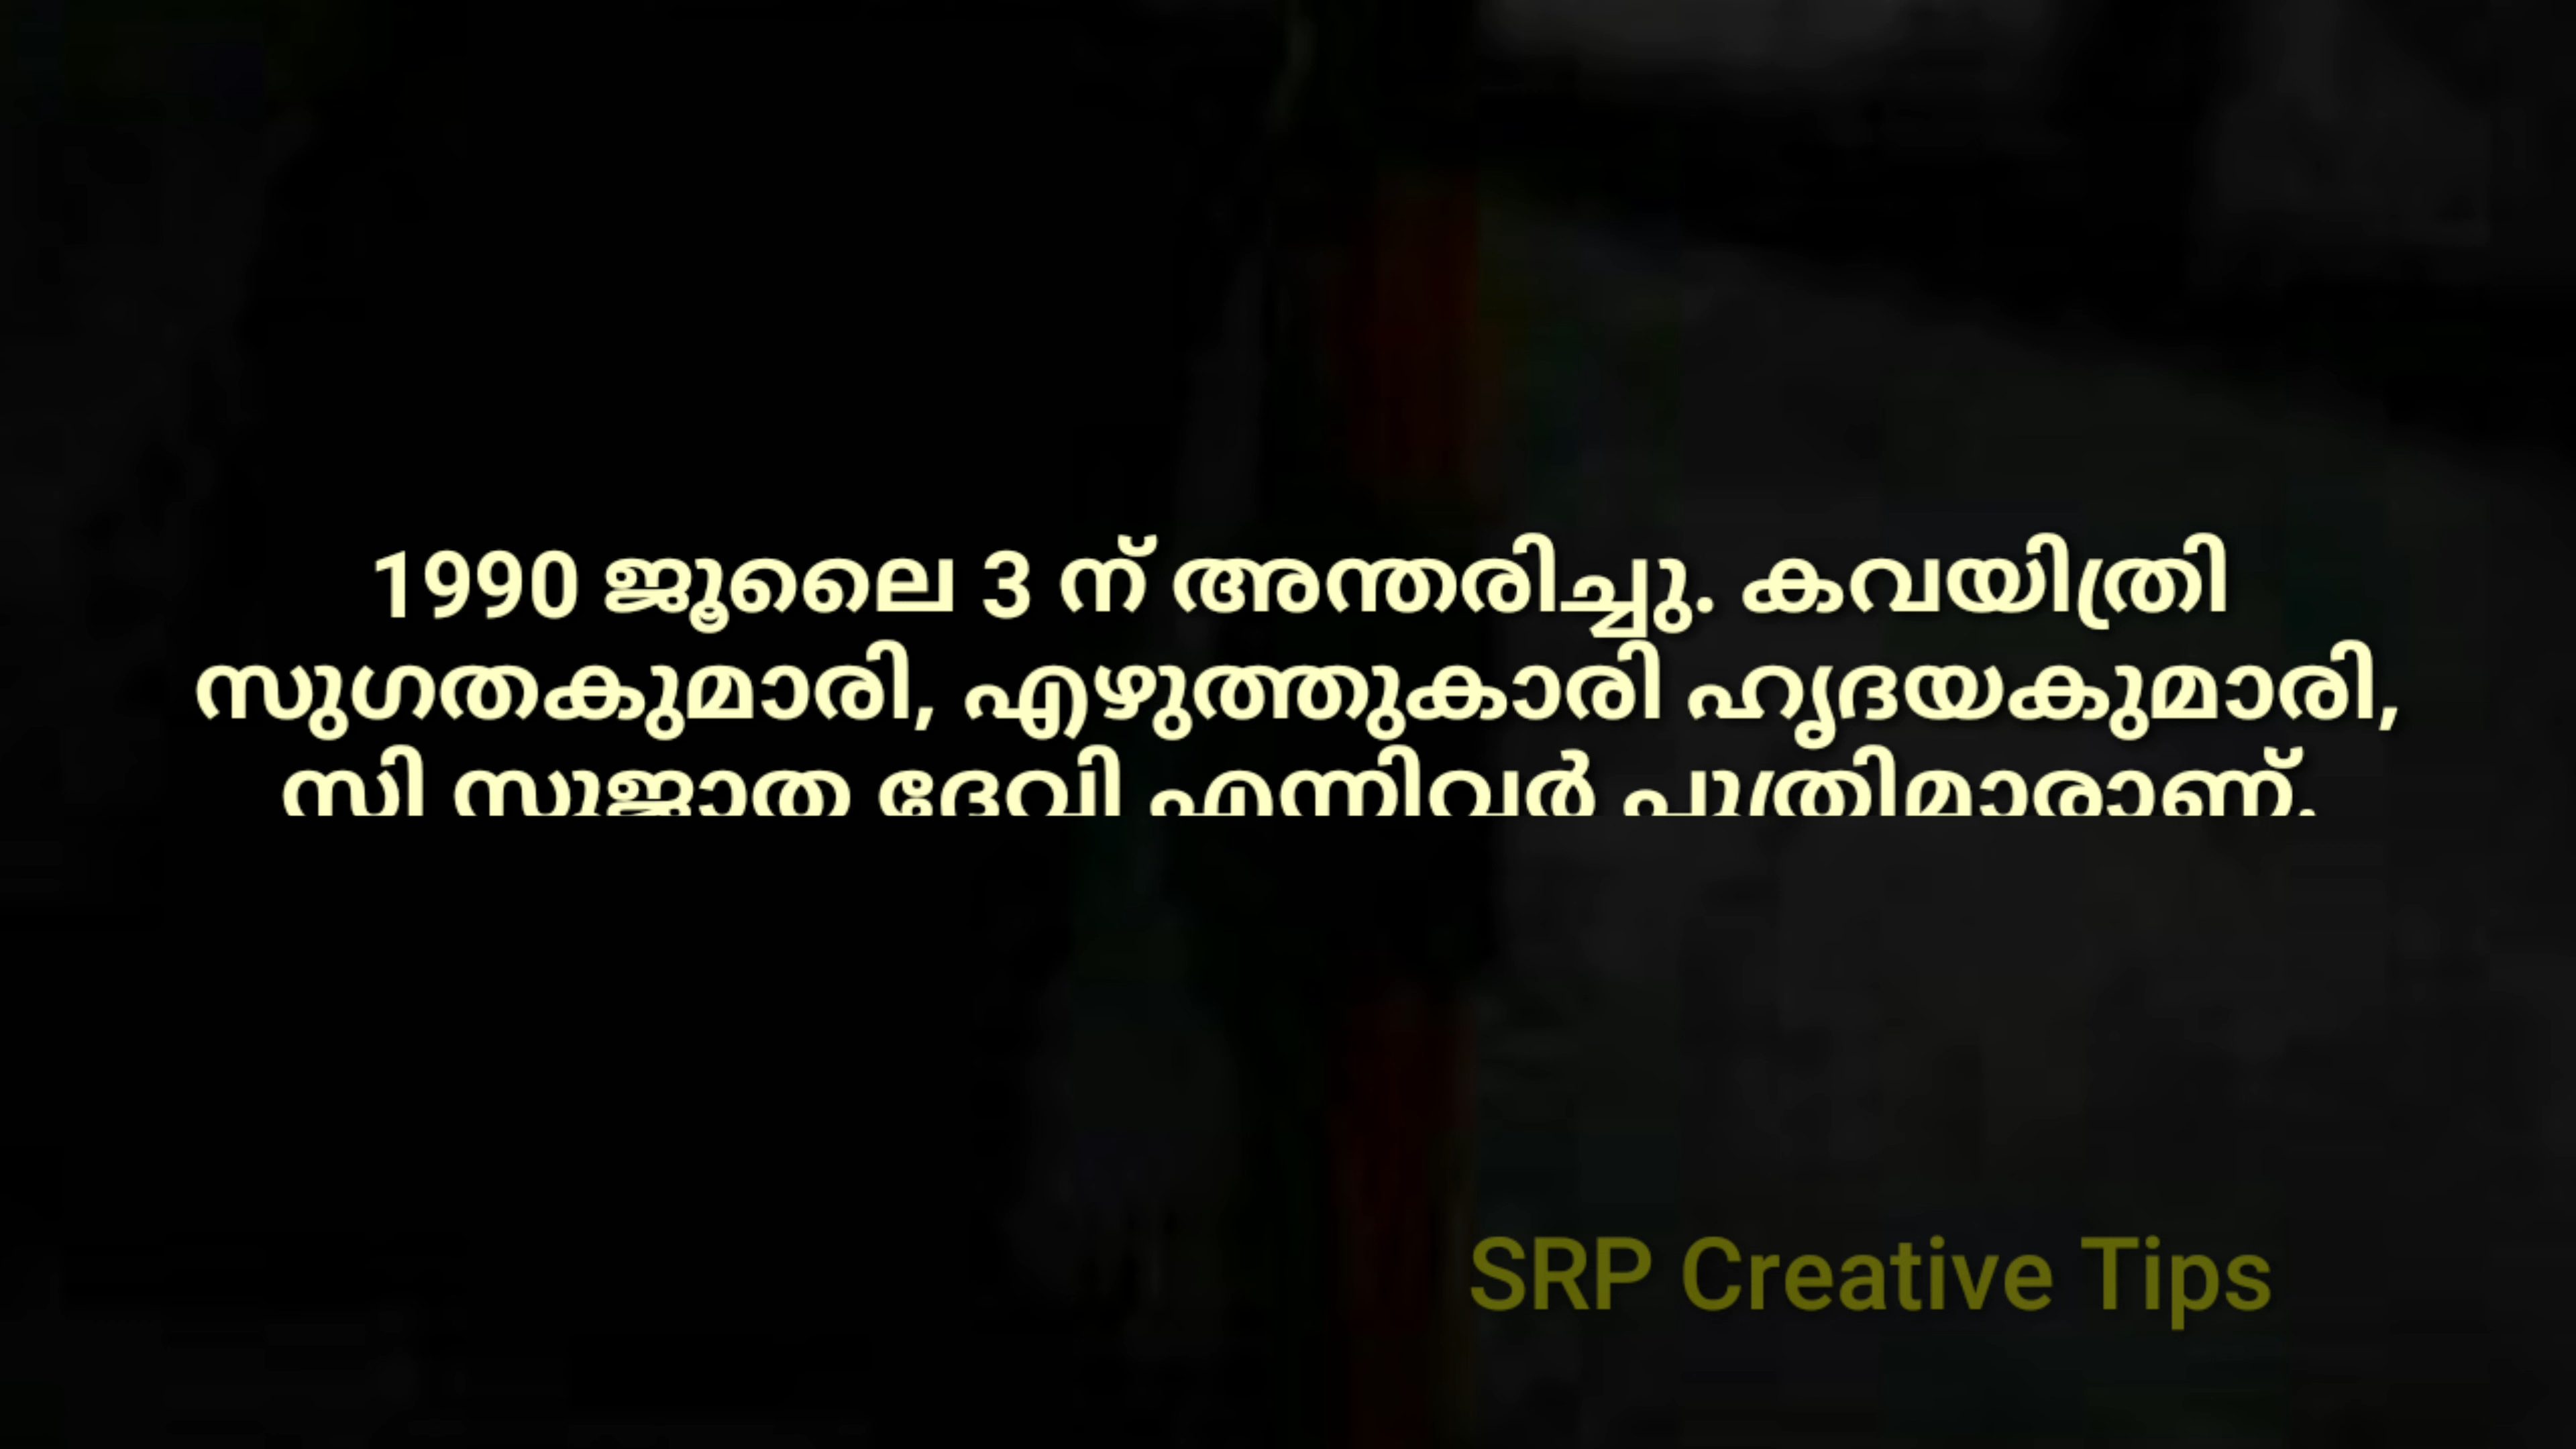 1990 ജൂലൈ 3 ന് അന്തരിച്ചു. കവയിത്രി
സുഗതകുമാരി, എഴുത്തുകാരി ഹൃദയകുമാരി,
സി സുജാത ദേവി എന്നിവർ പുത്രിമാരാണ്.
SRP Creative Tips